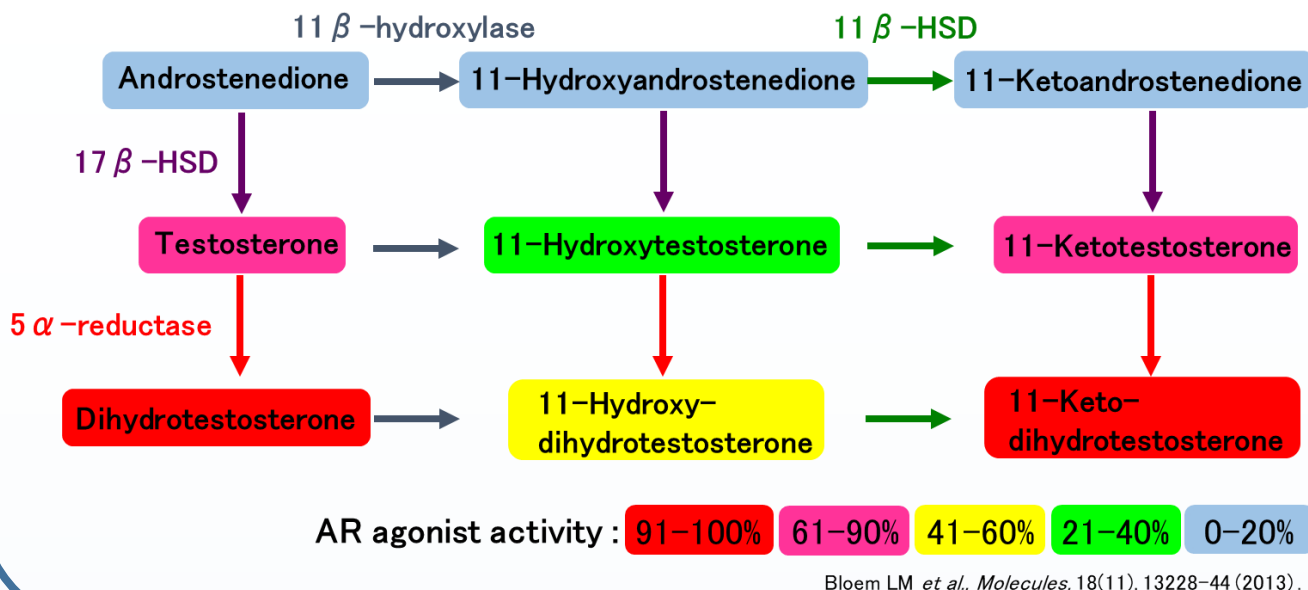 11β-hydroxylase
11β-HSD
Androstenedione
11-Hydroxyandrostenedione
11-Ketoandrostenedione
17β-HSD
Testosterone
11-Hydroxytestosterone
11-Ketotestosterone
5α-reductase
Dihydrotestosterone
11-Hydroxy-
dihydrotestosterone
11-Keto-
dihydrotestosterone
AR agonist activity : 91-100% 61-90% 41-60% 21-40% 0-20%
Bloem LM et al., Molecules. 18(11). 13228-44 (2013).